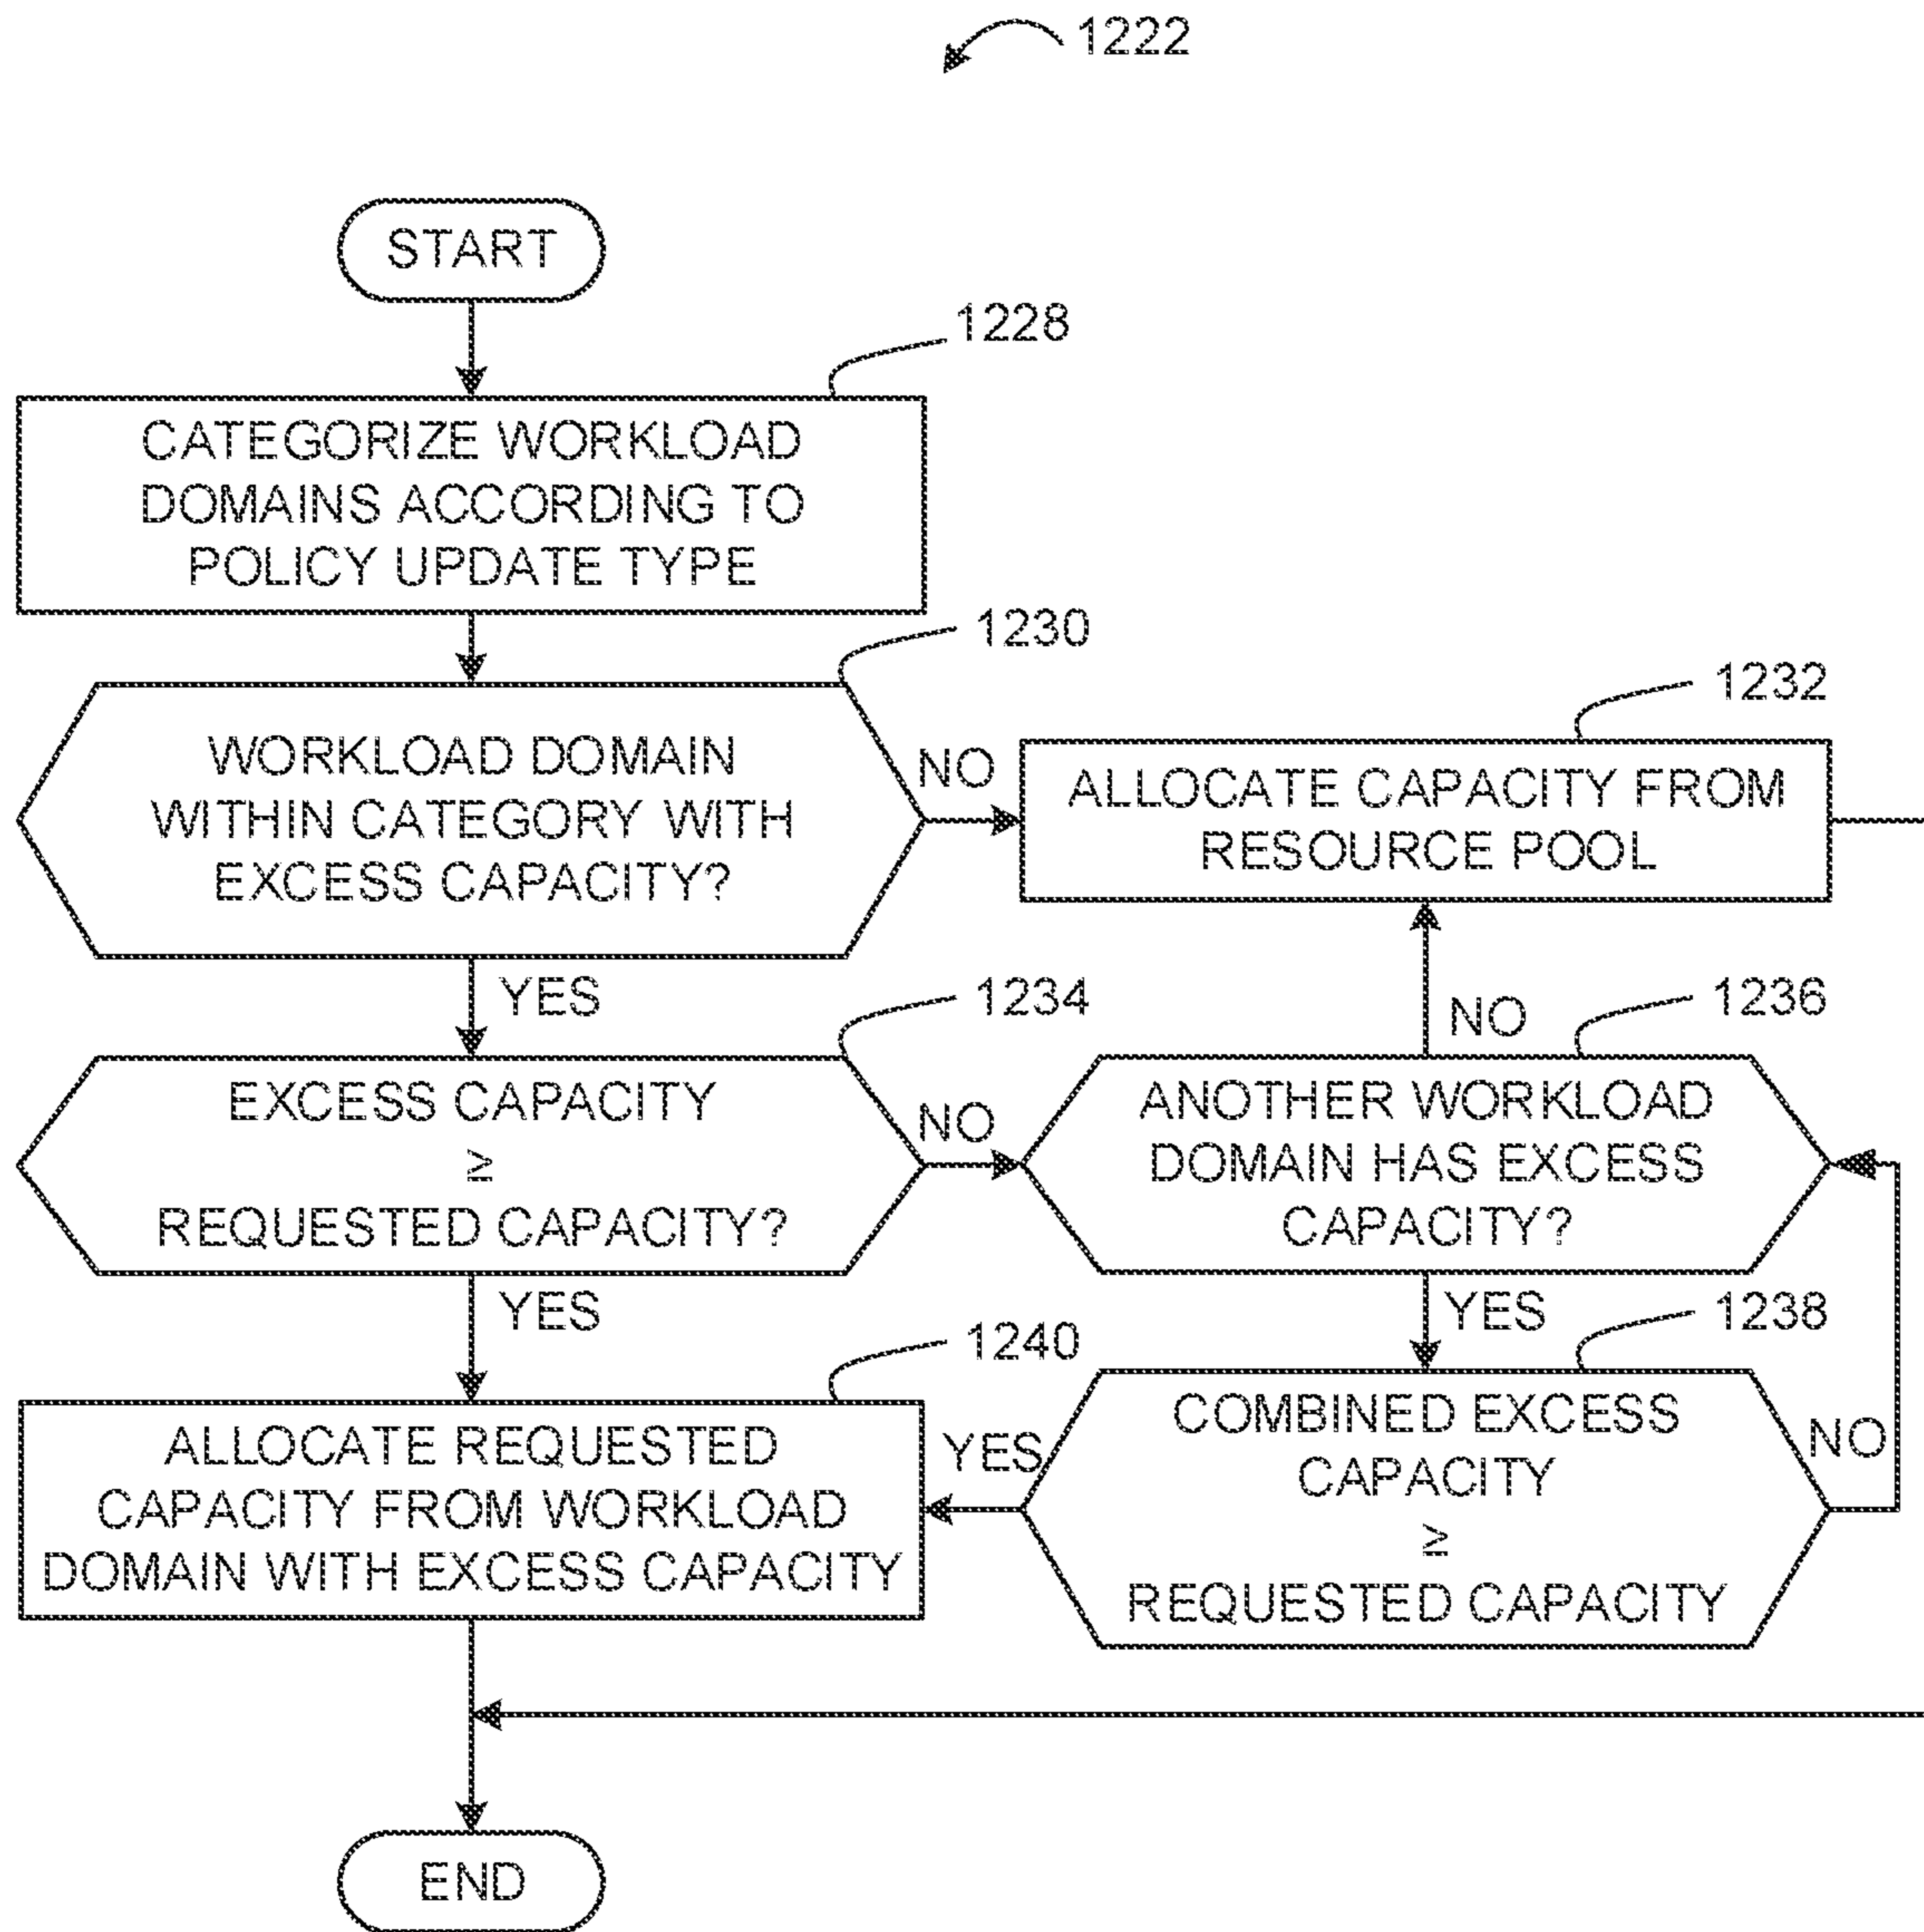 1222
START
1228
CATEGORIZE WORKLOAD
DOMAINS ACCORDING TO
POLICY UPDATE TYPE
1230
WORKLOAD DOMAIN
WITHIN CATEGORY WITH
EXCESS CAPACITY?
NO
1232
ALLOCATE CAPACITY FROM
RESOURCE POOL
YES
1234
EXCESS CAPACITY
≥
REQUESTED CAPACITY?
NO
NO
1236
ANOTHER WORKLOAD
DOMAIN HAS EXCESS
CAPACITY?
YES
1240
ALLOCATE REQUESTED
CAPACITY FROM WORKLOAD
DOMAIN WITH EXCESS CAPACITY
YES
1238
COMBINED EXCESS
CAPACITY
≥
REQUESTED CAPACITY
YES
NO
END